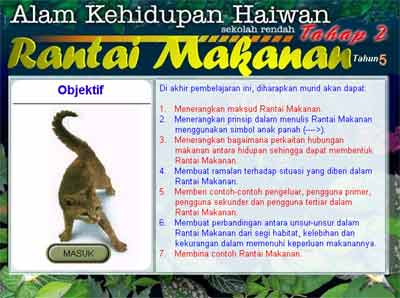 Alam Kehidupan Haiwan
sekolah rendah
Tahap 2
Rantai Makanan
Tahun 5
Objektif
MASUK
Di akhir pembelajaran ini, diharapkan murid akan dapat:
1. Menerangkan maksud Rantai Makanan.
2. Menerangkan prinsip dalam menulis Rantai Makanan
menggunakan simbol anak panah (---->).
3. Menerangkan bagaimana perkaitan hubungan
makanan antara hidupan sehingga dapat membentuk
Rantai Makanan.
4. Membuat ramalan terhadap situasi yang diberi dalam
Rantai Makanan.
5. Memberi contoh-contoh pengeluar, pengguna primer,
pengguna sekunder dan pengguna tertier dalam
Rantai Makanan.
6. Membuat perbandingan antara unsur-unsur dalam
Rantai Makanan dari segi habitat, kelebihan dan
kekurangan dalam memenuhi keperluan makanannya.
7. Membina contoh Rantai Makanan.